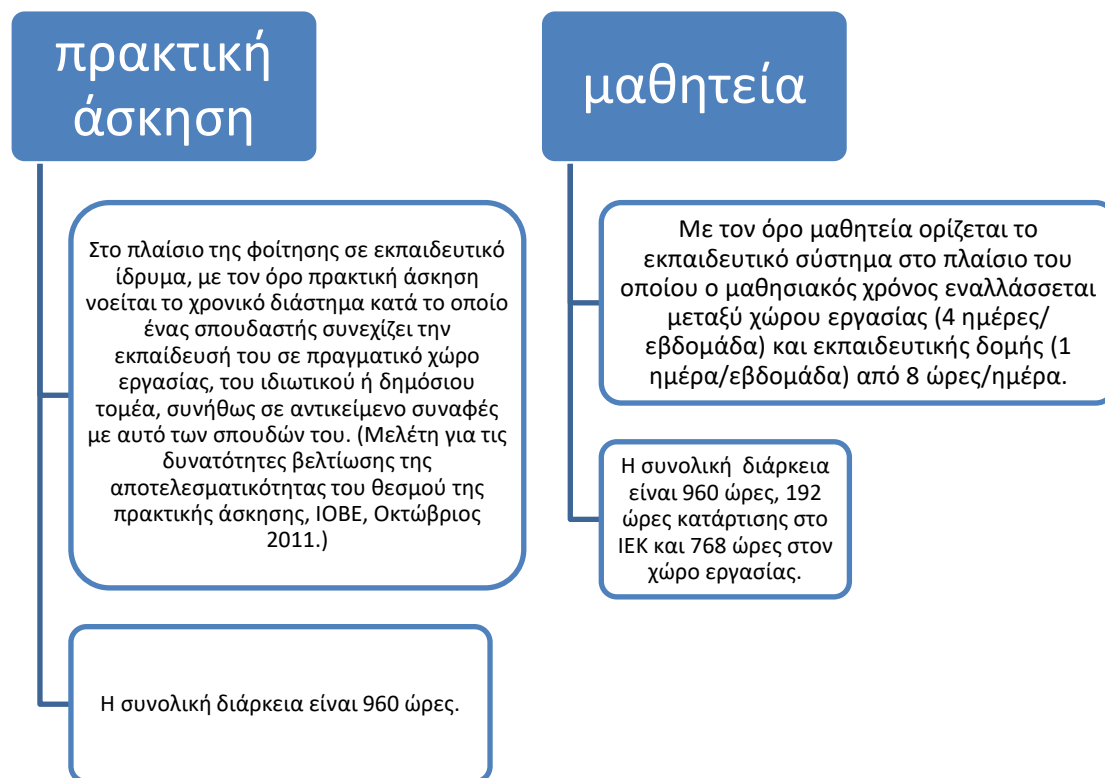 πρακτική
άσκηση
Στο πλαίσιο της φοίτησης σε εκπαιδευτικό
ίδρυμα, με τον όρο πρακτική άσκηση
νοείται το χρονικό διάστημα κατά το οποίο
ένας σπουδαστής συνεχίζει την
εκπαίδευσή του σε πραγματικό χώρο
εργασίας, του ιδιωτικού ή δημόσιου
τομέα, συνήθως σε αντικείμενο συναφές
με αυτό των σπουδών του. (Μελέτη για τις
δυνατότητες βελτίωσης της
αποτελεσματικότητας του θεσμού της
πρακτικής άσκησης, ΙΟΒΕ, Οκτώβριος
2011.)
Η συνολική διάρκεια είναι 960 ώρες.
μαθητεία
Με τον όρο μαθητεία ορίζεται το
εκπαιδευτικό σύστημα στο πλαίσιο του
οποίου ο μαθησιακός χρόνος εναλλάσσεται
μεταξύ χώρου εργασίας (4 ημέρες/
εβδομάδα) και εκπαιδευτικής δομής (1
ημέρα/εβδομάδα) από 8 ώρες/ημέρα.
Η συνολική διάρκεια
είναι 960 ώρες, 192
ώρες κατάρτισης στο
ΙΕΚ και 768 ώρες στον
χώρο εργασίας.